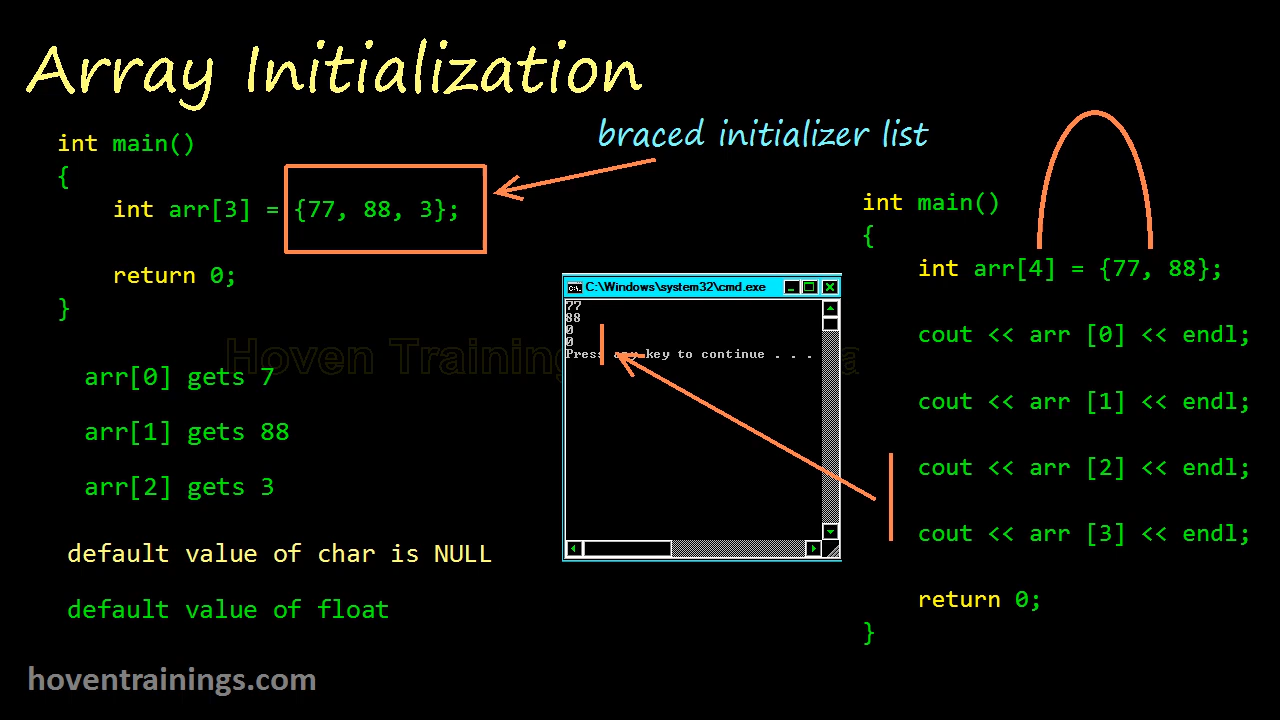 Array Initialization
braced initializer list
int main()
{
int arr[3] = {77, 88, 3};
return 0;
}
arr[0] gets 7
arr[1] gets 88
arr[2] gets 3
default value of char is NULL
default value of float
C:\Windows\system32\cmd.exe
77
88
0
0
Press any key to continue . . .
int main()
{
int arr[4] = {77, 88};
cout << arr [0] << endl;
cout << arr [1] << endl;
cout << arr [2] << endl;
cout << arr [3] << endl;
return 0;
}
Hoven Trainings
hoventrainings.com